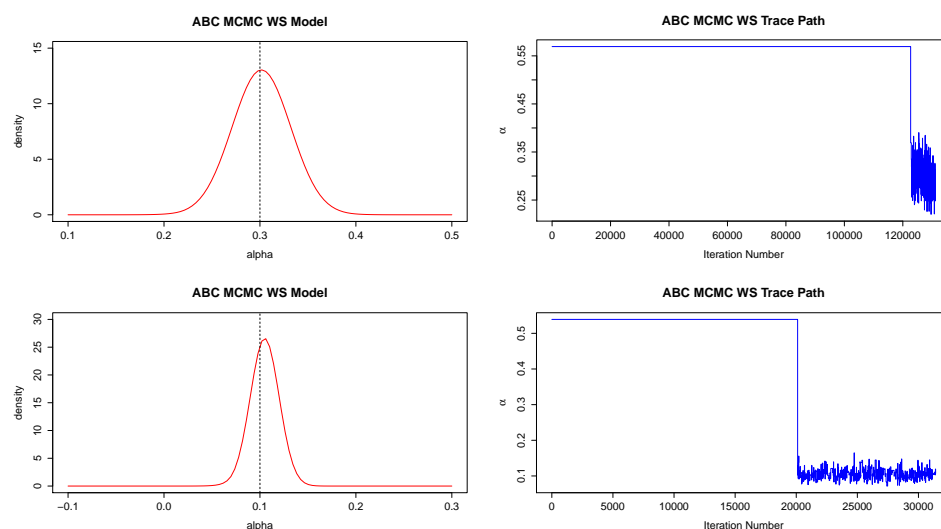 ABC MCMC WS Model
density
15
10
5
0
0.1 0.2 0.3 0.4 0.5
alpha
ABC MCMC WS Trace Path
α
0.55
0.45
0.35
0.25
0 20000 40000 60000 80000 100000 120000
Iteration Number
ABC MCMC WS Model
density
30
25
20
15
10
5
0
−0.1 0.0 0.1 0.2 0.3
alpha
ABC MCMC WS Trace Path
α
0.5
0.4
0.3
0.2
0.1
0 5000 10000 15000 20000 25000 30000
Iteration Number